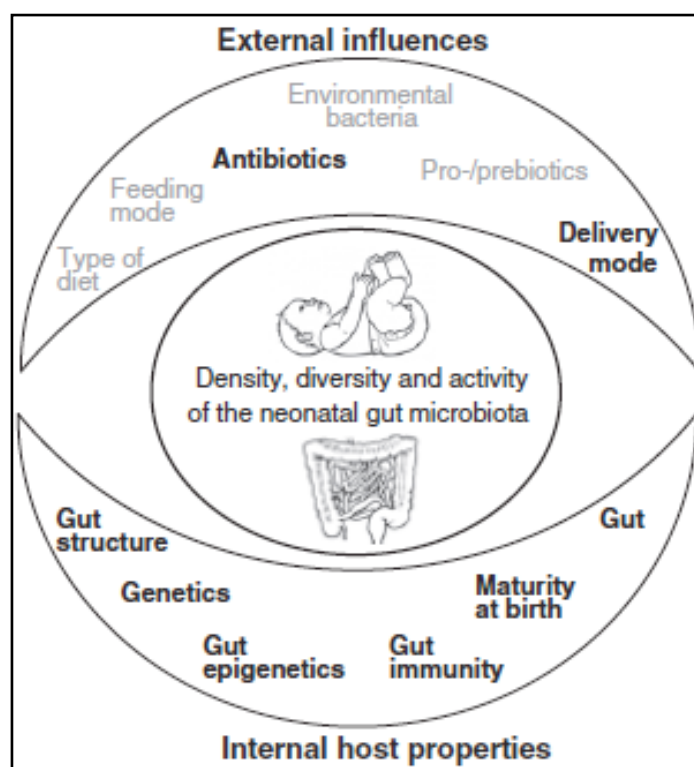 External influences
Environmental
bacteria
Antibiotics
Pro-/prebiotics
Feeding
mode
Delivery
mode
Type of
diet
Density, diversity and activity
of the neonatal gut microbiota
Gut
structure
Gut
Genetics
Maturity
at birth
Gut
epigenetics
Gut
immunity
Internal host properties